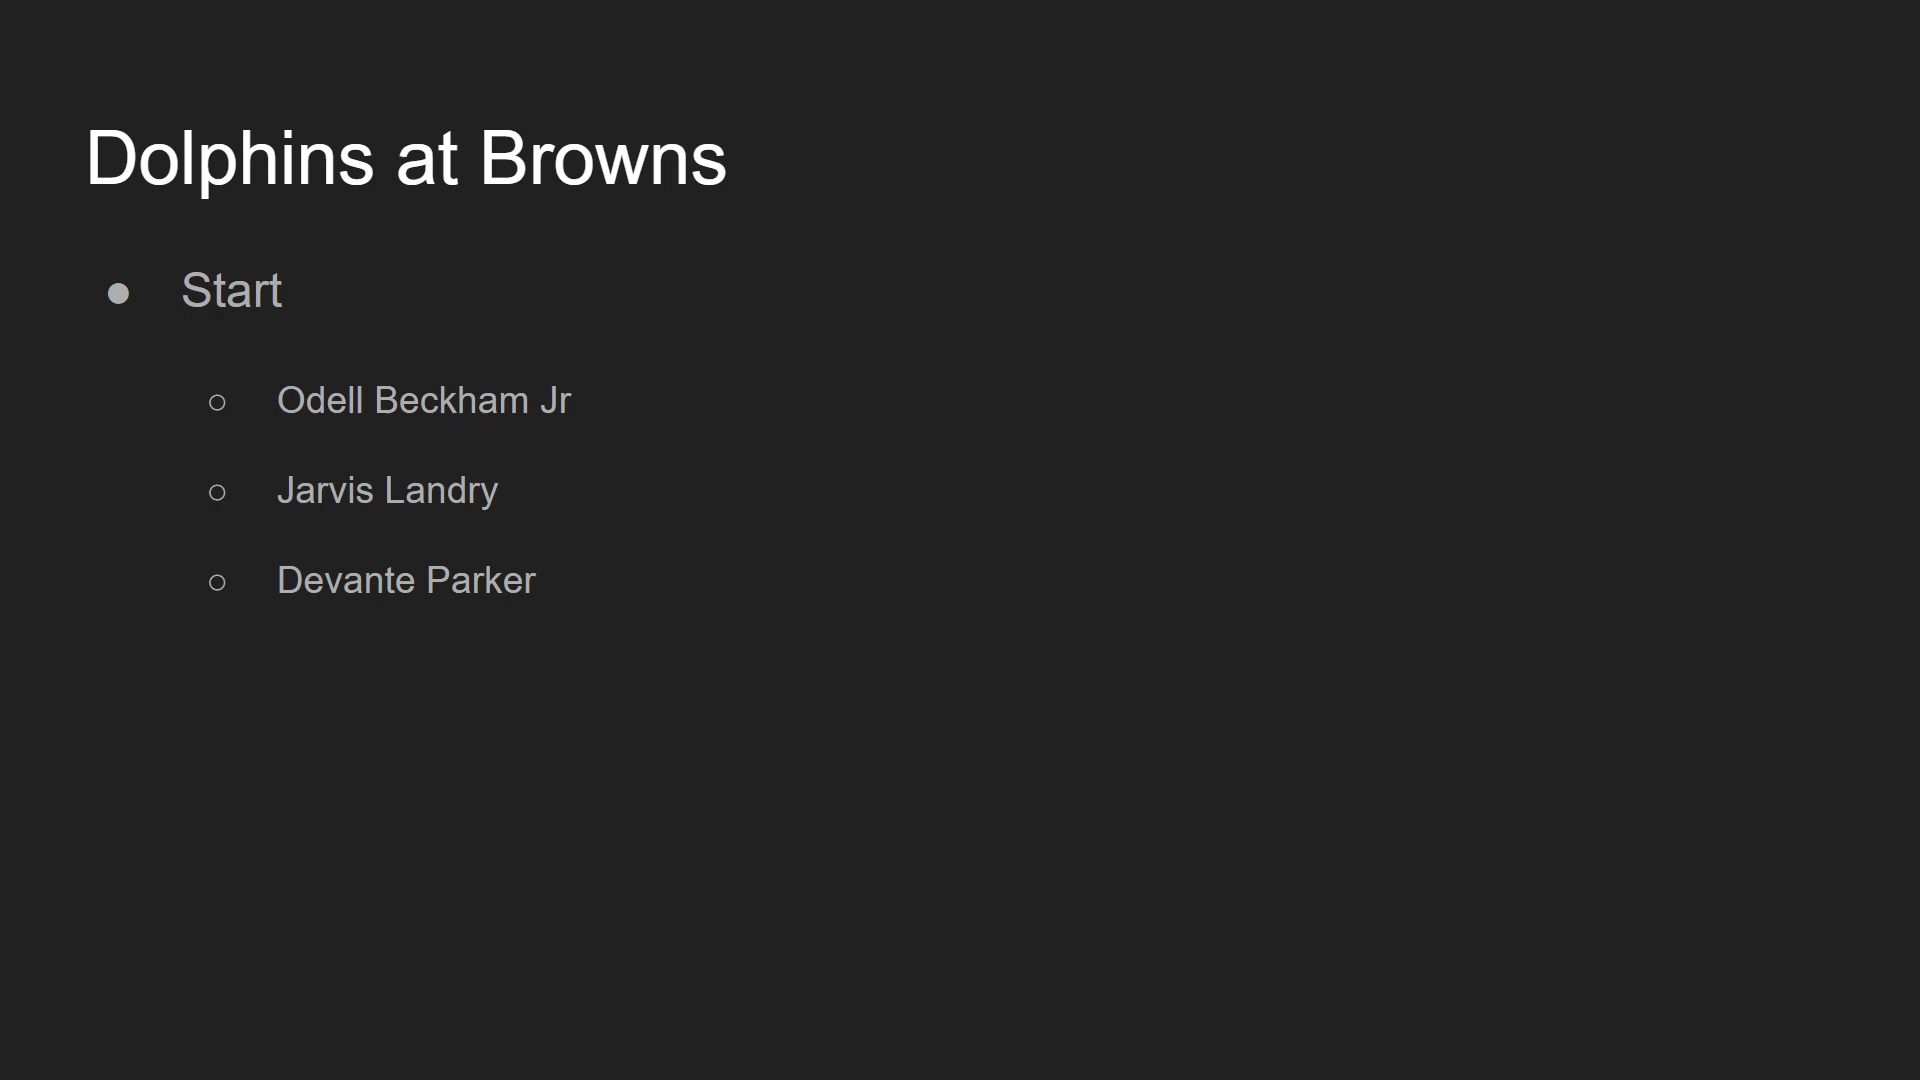 Dolphins at Browns
● Start
○ Odell Beckham Jr
○ Jarvis Landry
○ Devante Parker